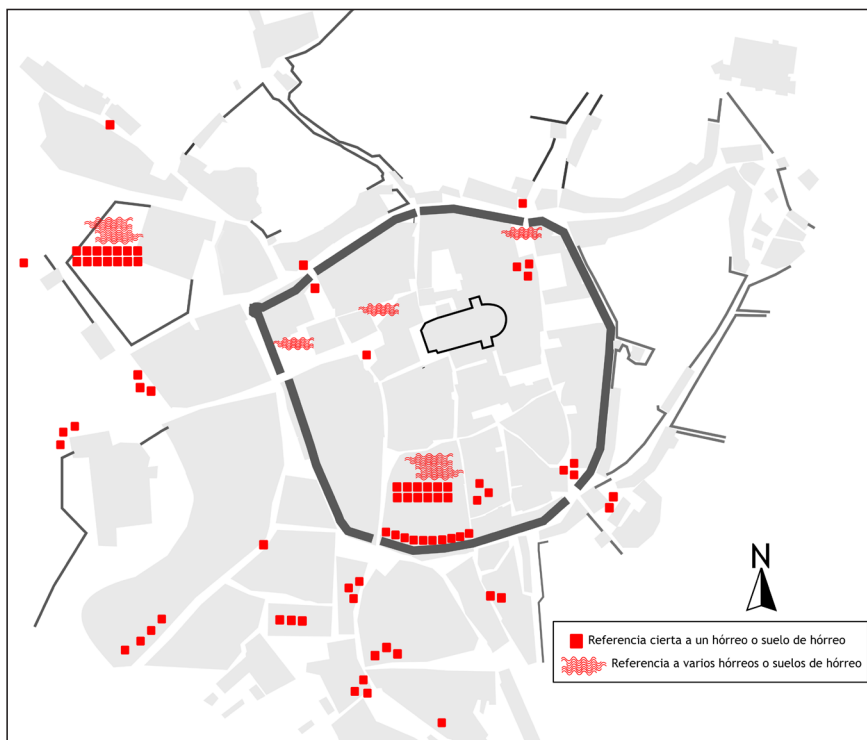 N
Referencia cierta a un hórreo o suelo de hórreo
Referencia a varios hórreos o suelos de hórreo